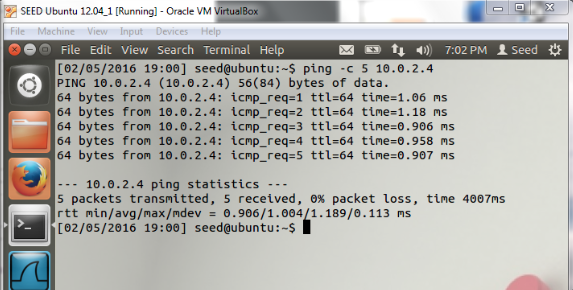 SEED Ubuntu 12.04_1 [Running] - Oracle VM VirtualBox
File Machine View Input Devices Help
File Edit View Search Terminal Help 7:02 PM Seed
[02/05/2016 19:00] seed@ubuntu:~$ ping -c 5 10.0.2.4
PING 10.0.2.4 (10.0.2.4) 56(84) bytes of data.
64 bytes from 10.0.2.4: icmp_req=1 ttl=64 time=1.06 ms
64 bytes from 10.0.2.4: icmp_req=2 ttl=64 time=1.18 ms
64 bytes from 10.0.2.4: icmp_req=3 ttl=64 time=0.906 ms
64 bytes from 10.0.2.4: icmp_req=4 ttl=64 time=0.958 ms
64 bytes from 10.0.2.4: icmp_req=5 ttl=64 time=0.907 ms
--- 10.0.2.4 ping statistics ---
5 packets transmitted, 5 received, 0% packet loss, time 4007ms
rtt min/avg/max/mdev = 0.906/1.004/1.189/0.113 ms
[02/05/2016 19:00] seed@ubuntu:~$